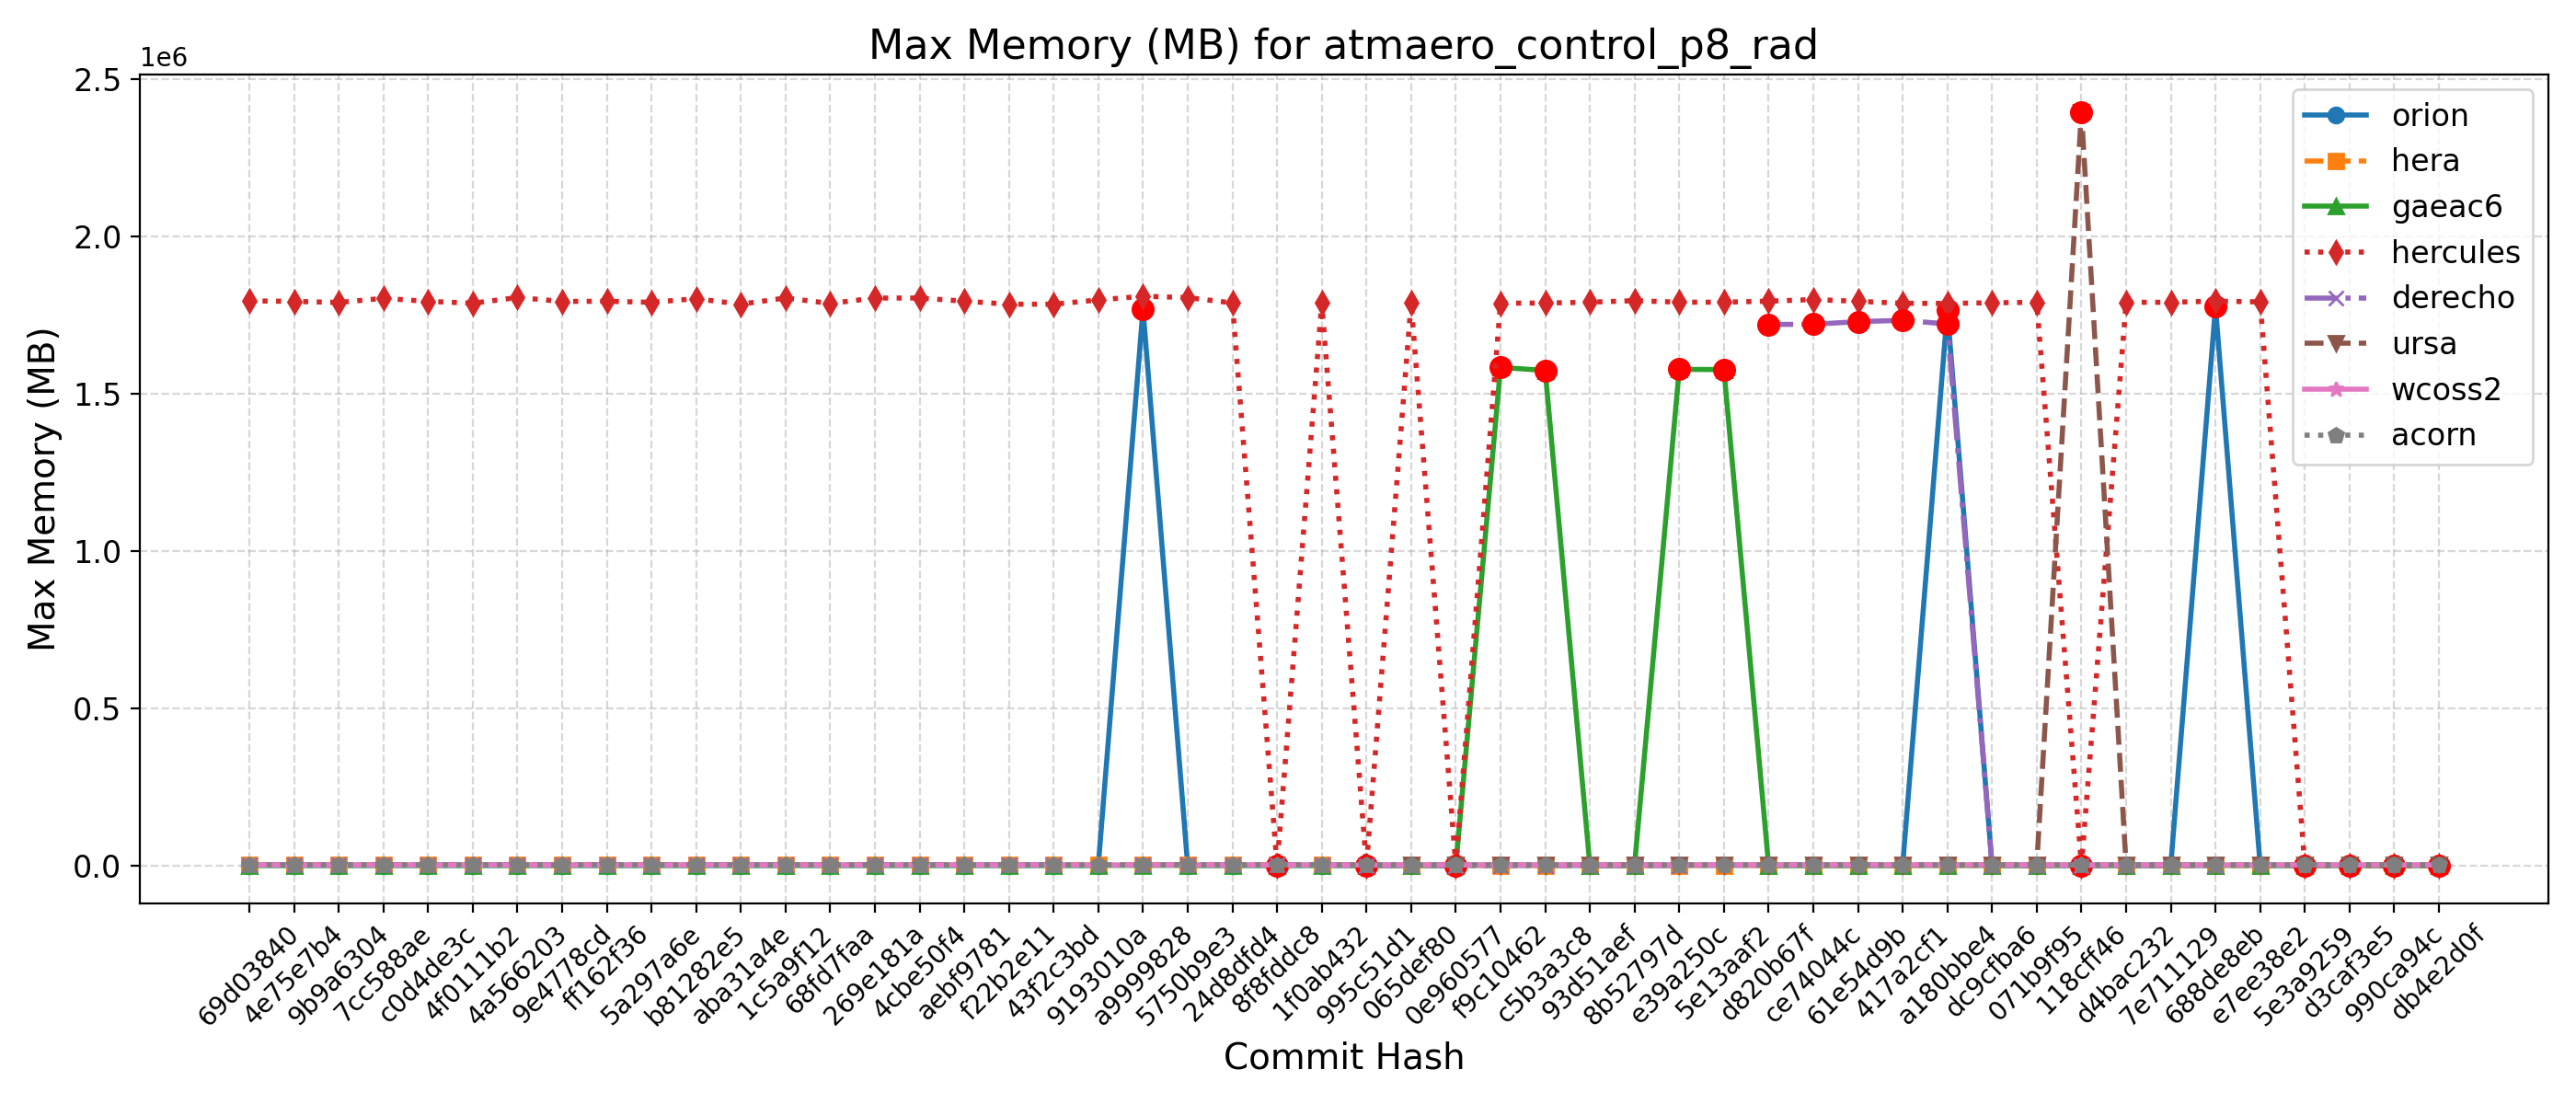 Max Memory (MB) for atmaero_control_p8_rad
1e6
2.5
2.0
1.5
1.0
0.5
0.0
Max Memory (MB)
orion
hera
gaeac6
hercules
derecho
ursa
wcoss2
acorn
69d03840
4e75e7b4
9b9a6304
7cc588ae
c0d4de3c
4f0111b2
4a566203
9e4778cd
ff162f36
5a297a6e
b81282e5
aba31a4e
1c5a9f12
68fd7faa
269e181a
4cbe50f4
aebf9781
f22b2e11
43f2c3bd
9193010a
a9999828
5750b9e3
24d8dfd4
8f8fddc8
1f0ab432
995c51d1
065def80
0e960577
f9c10462
c5b3a3c8
93d51aef
8b52797d
e39a250c
5e13aaf2
d820b67f
ce74044c
61e54d9b
417a2cf1
a180bbe4
dc9cfba6
071b9f95
118cff46
d4bac232
7e711129
688de8eb
e7ee38e2
5e3a9259
d3caf3e5
990ca94c
db4e2d0f
Commit Hash